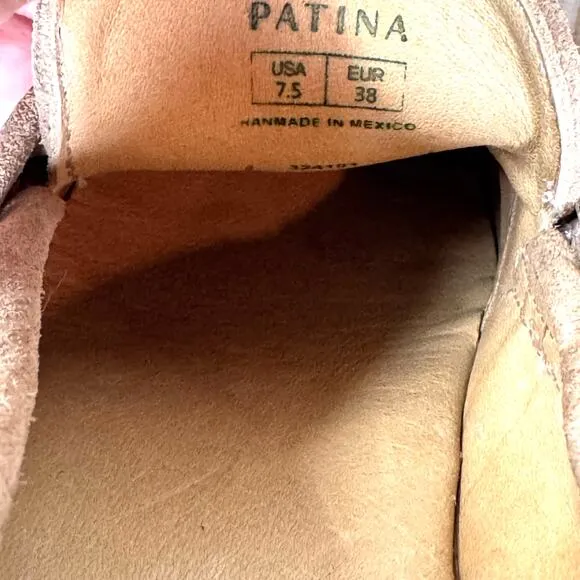 PATINA
USA EUR
7.5 38
HANMADE IN MEXICO